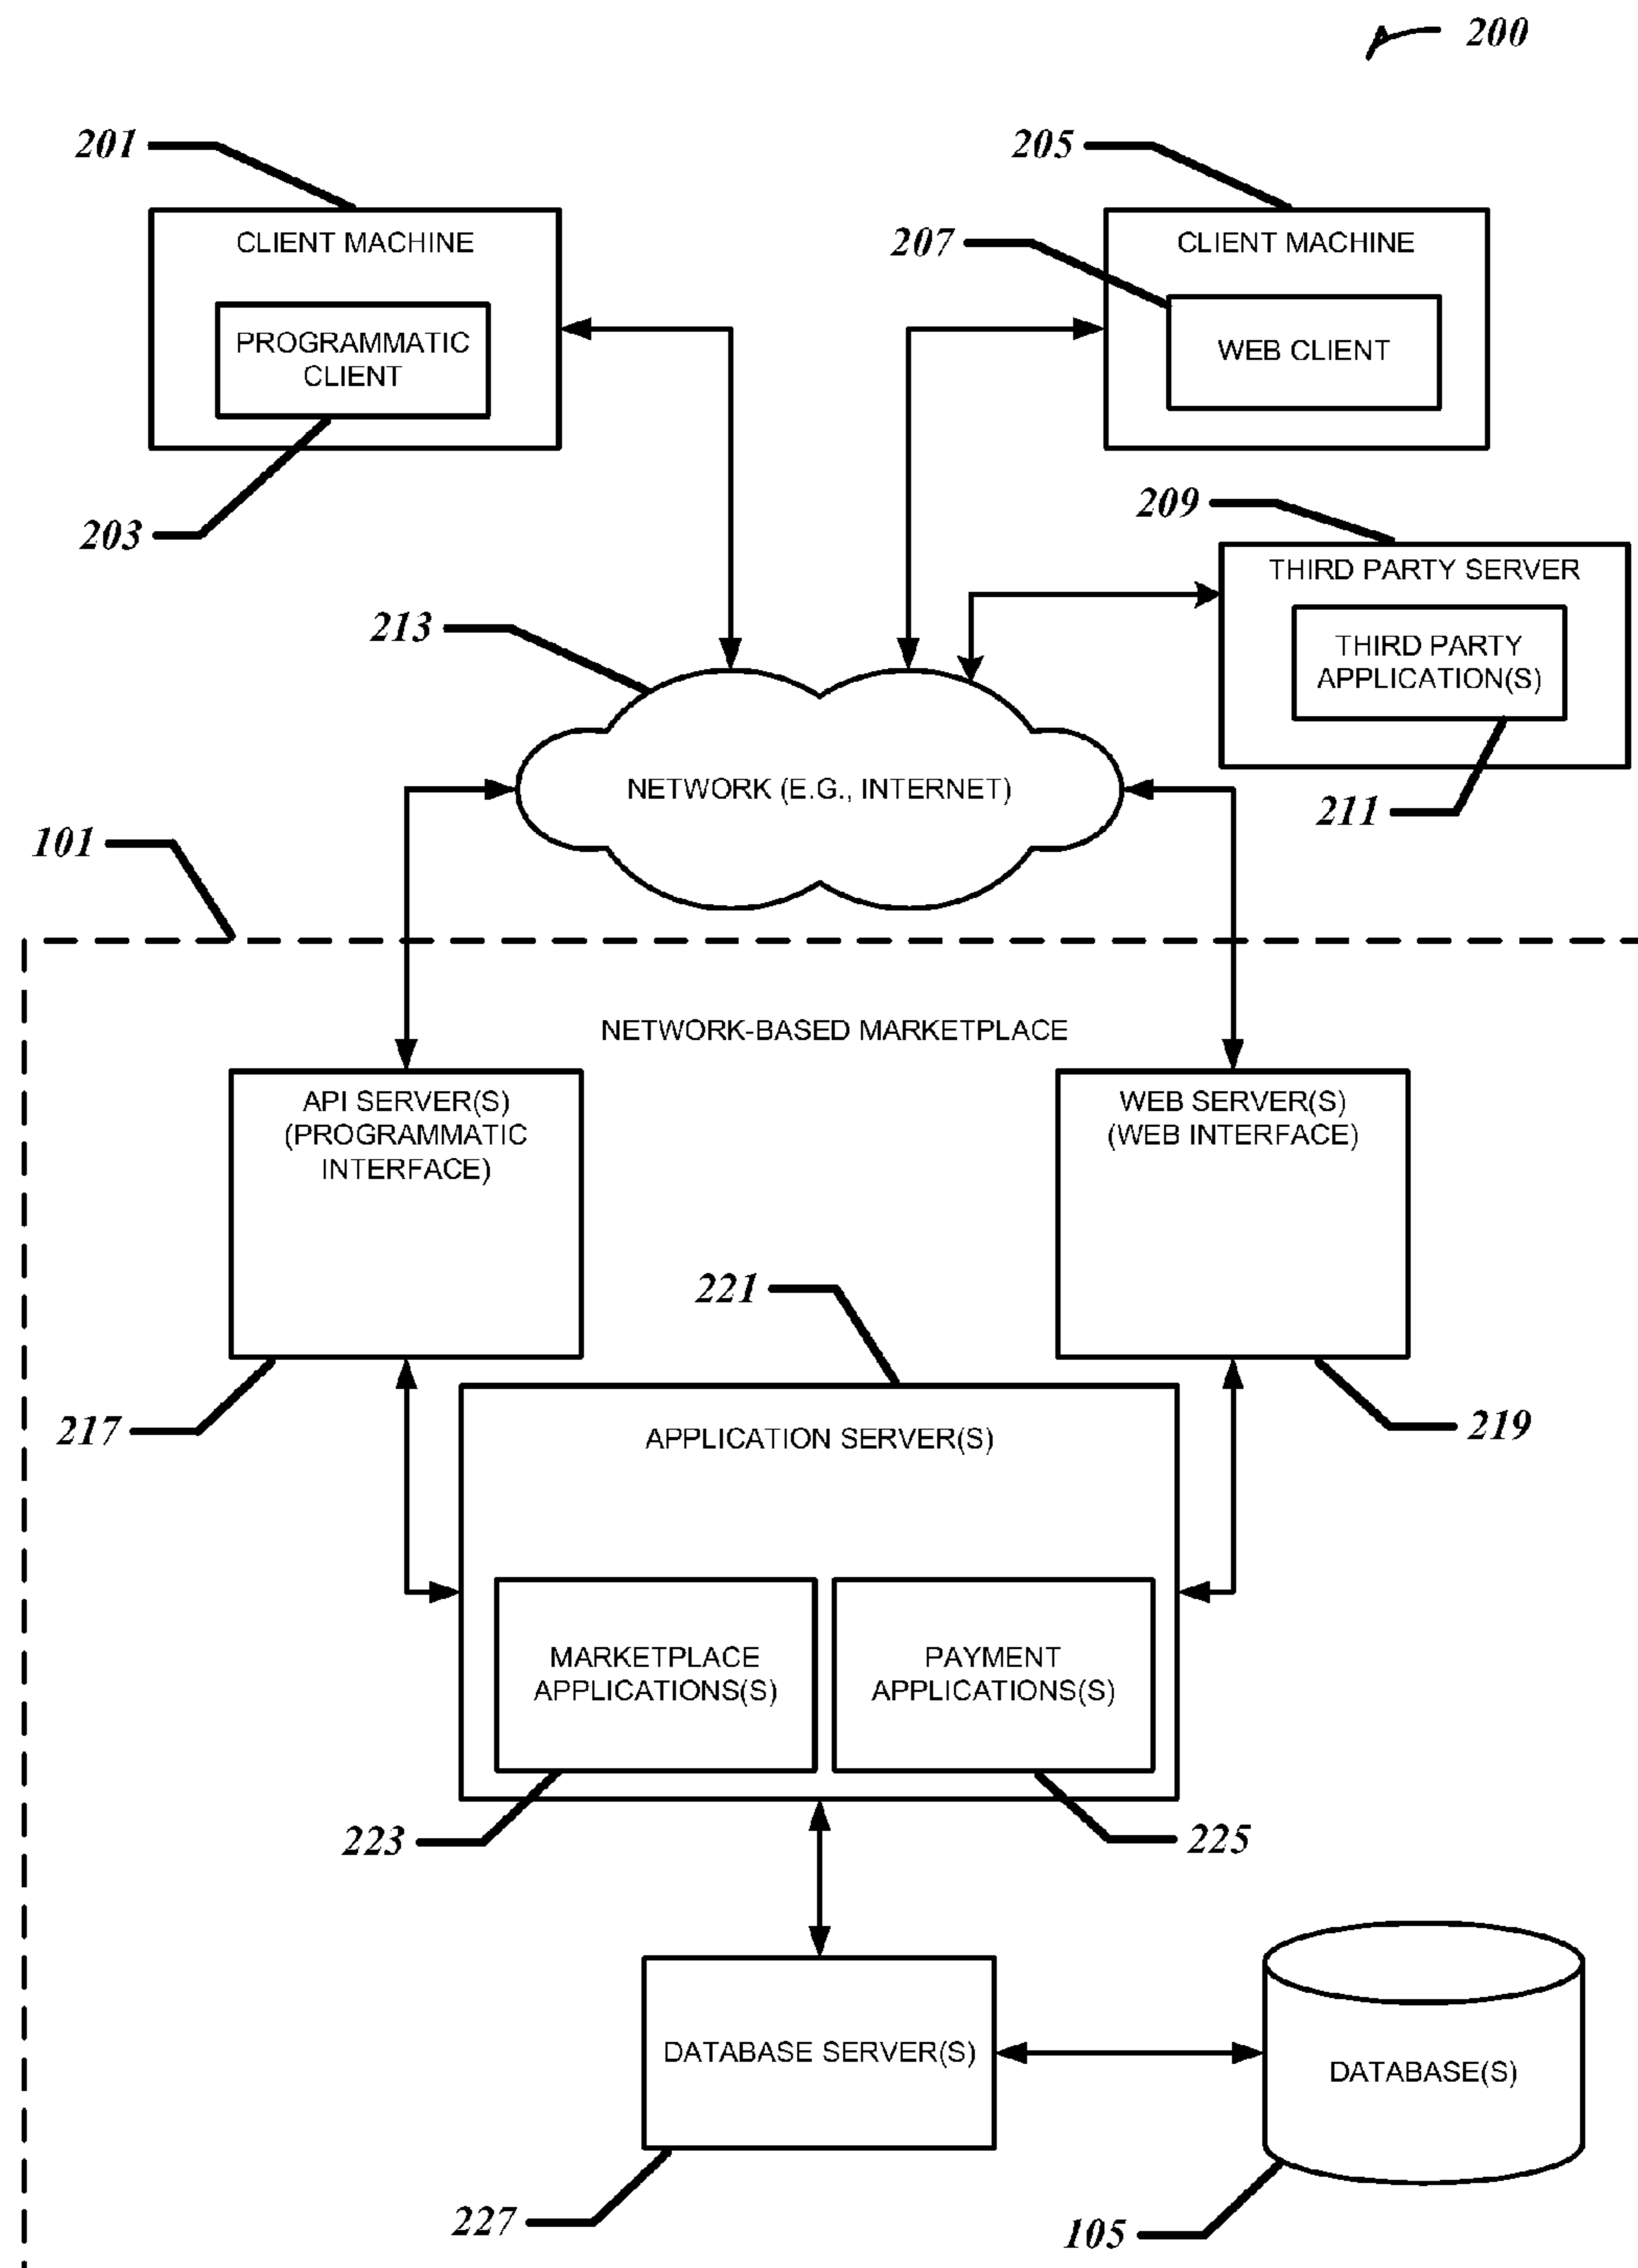 200
201
205
CLIENT MACHINE
207
CLIENT MACHINE
PROGRAMMATIC
CLIENT
WEB CLIENT
203
209
THIRD PARTY SERVER
THIRD PARTY
APPLICATION(S)
213
211
NETWORK (E.G., INTERNET)
101
NETWORK-BASED MARKETPLACE
API SERVER(S)
(PROGRAMMATIC
INTERFACE)
WEB SERVER(S)
(WEB INTERFACE)
221
217
219
APPLICATION SERVER(S)
MARKETPLACE
APPLICATIONS(S)
PAYMENT
APPLICATIONS(S)
223
225
DATABASE SERVER(S)
DATABASE(S)
227
105